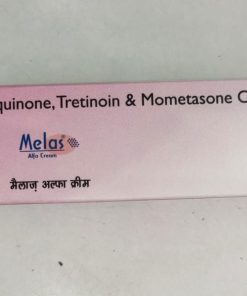 quinone, Tretinoin & Mometasone C
Melas
Alfa Cream
मैलाज़ अल्फा क्रीम